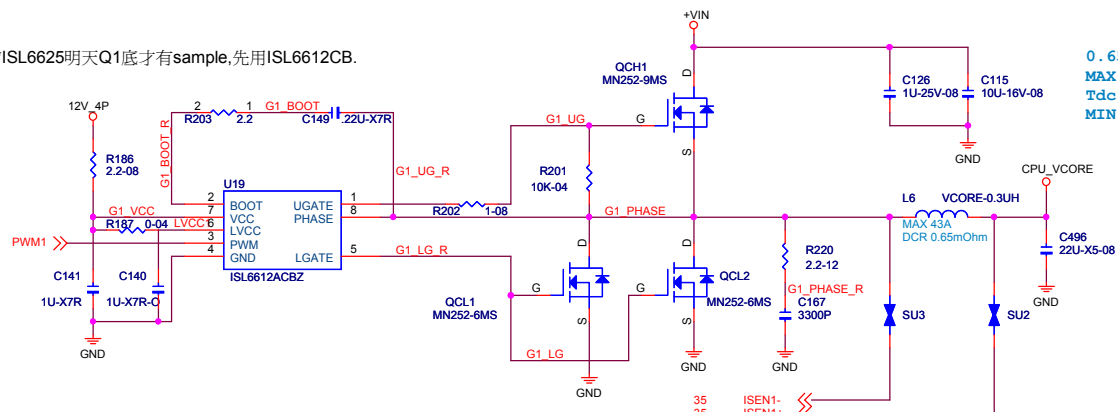 +VIN
ISL6625明天Q1底才有sample,先用ISL6612CB.
QCH1
MN252-9MS
D
G
S
C126
1U-25V-08
C115
10U-16V-08
GND
MAX
Tdc
MIN
12V_4P
2
1
G1_BOOT
R203
2.2
C149
.22U-X7R
G1_BOOT_R
R186
2.2-08
G1_UG_R
G1_UG
R201
10K-04
U19
2 BOOT UGATE 1
7 VCC PHASE 8
6 LVCC
3 PWM
4 GND LGATE 5
ISL6612ACBZ
R202
1-08
G1_VCC
R187
0-04
LVCC1
PWM1
C141
1U-X7R
C140
1U-X7R-O
GND
G1_PHASE
G1_LG_R
G1_LG
D
G
S
QCL1
MN252-6MS
GND
D
G
S
QCL2
MN252-6MS
GND
R220
2.2-12
G1_PHASE_R
C167
3300P
GND
CPU_VCORE
L6
VCORE-0.3UH
MAX 43A
DCR 0.65mOhm
C496
22U-X5-08
GND
SU3
SU2
35 ISEN1-
35 ISEN1+